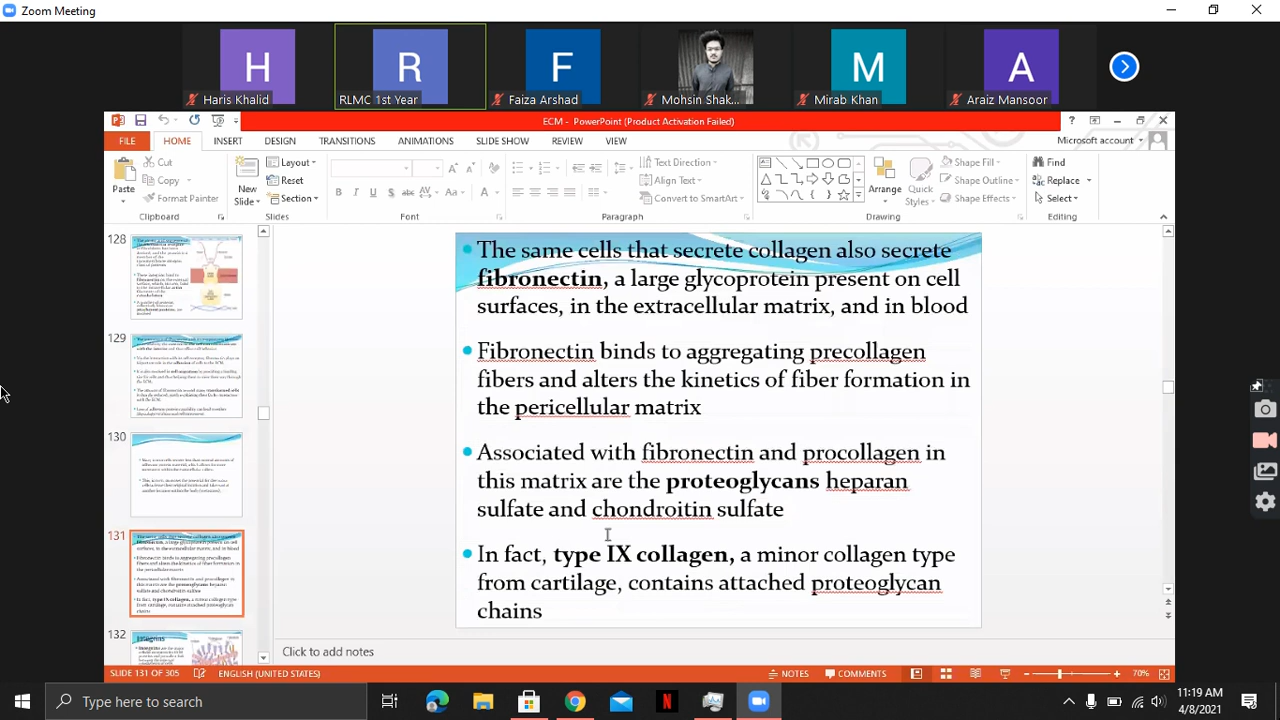 Zoom Meeting
H
R
F
M
A
Haris Khalid
RLMC 1st Year
Faiza Arshad
Mohsin Shak...
Mirab Khan
Araiz Mansoor
ECM - PowerPoint (Product Activation Failed)
FILE
HOME
INSERT
DESIGN
TRANSITIONS
ANIMATIONS
SLIDE SHOW
REVIEW
VIEW
Microsoft account
Paste
Cut
Copy
Format Painter
Clipboard
New
Slide
Layout
Reset
Section
Slides
Font
Text Direction
Align Text
Convert to SmartArt
Paragraph
Arrange
Quick
Styles
Shape Fill
Shape Outline
Shape Effects
Drawing
Find
Replace
Select
Editing
128
129
130
131
132
The same cells that secrete collagen also secrete
fibronectin, a large glycoprotein present on cell
surfaces, in the extracellular matrix, and in blood
Fibronectin binds to aggregating precollagen
fibers and alters the kinetics of fiber formation in
the pericellular matrix
Associated with fibronectin and procollagen in
this matrix are the proteoglycans heparan
sulfate and chondroitin sulfate
In fact, type IX collagen, a minor collagen type
from cartilage, contains attached proteoglycan
chains
Click to add notes
SLIDE 131 OF 305
ENGLISH (UNITED STATES)
NOTES
COMMENTS
70%
Type here to search
11:19 AM
4/8/2021